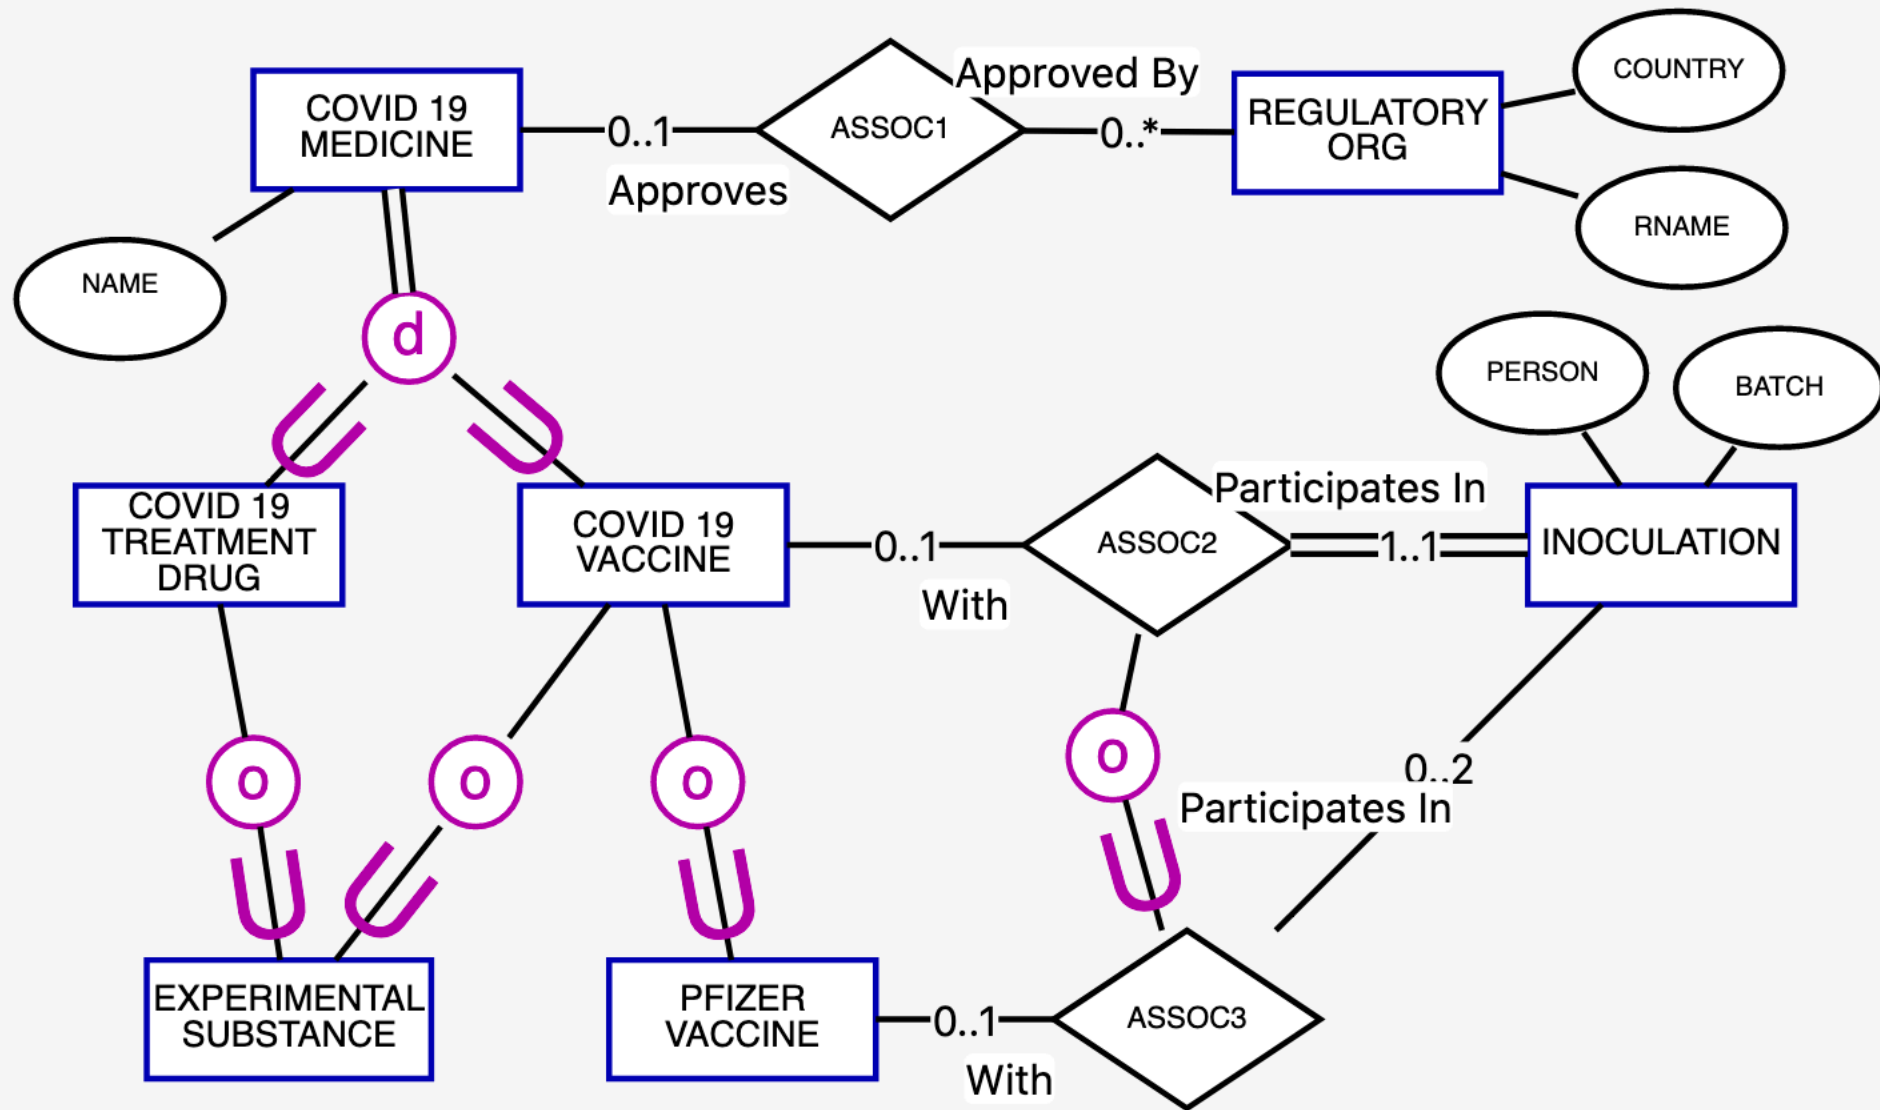 COVID 19
MEDICINE
0..1
Approves
ASSOC1
Approved By
0..*
REGULATORY
ORG
COUNTRY
RNAME
NAME
d
PERSON
BATCH
COVID 19
TREATMENT
DRUG
COVID 19
VACCINE
0..1
With
ASSOC2
Participates In
1..1
INOCULATION
o
o
o
o
0..2
Participates In
EXPERIMENTAL
SUBSTANCE
PFIZER
VACCINE
0..1
With
ASSOC3